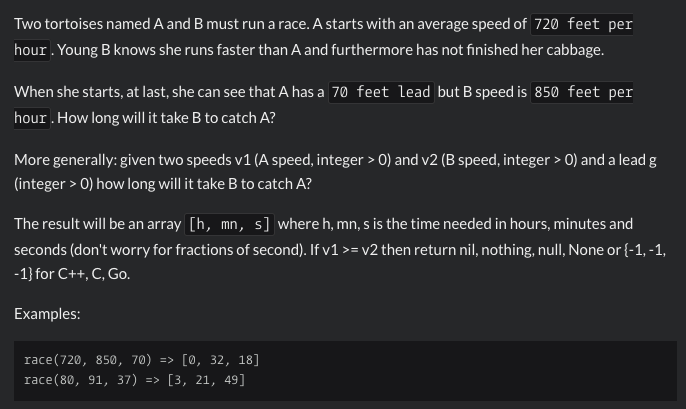 Two tortoises named A and B must run a race. A starts with an average speed of 720 feet per
hour. Young B knows she runs faster than A and furthermore has not finished her cabbage.
When she starts, at last, she can see that A has a 70 feet lead but B speed is 850 feet per
hour. How long will it take B to catch A?
More generally: given two speeds v1 (A speed, integer > 0) and v2 (B speed, integer > 0) and a lead g
(integer > 0) how long will it take B to catch A?
The result will be an array [h, mn, s] where h, mn, s is the time needed in hours, minutes and
seconds (don't worry for fractions of second). If v1 >= v2 then return nil, nothing, null, None or {-1, -1,
-1} for C++, C, Go.
Examples:
race(720, 850, 70) => [0, 32, 18]
race(80, 91, 37) => [3, 21, 49]